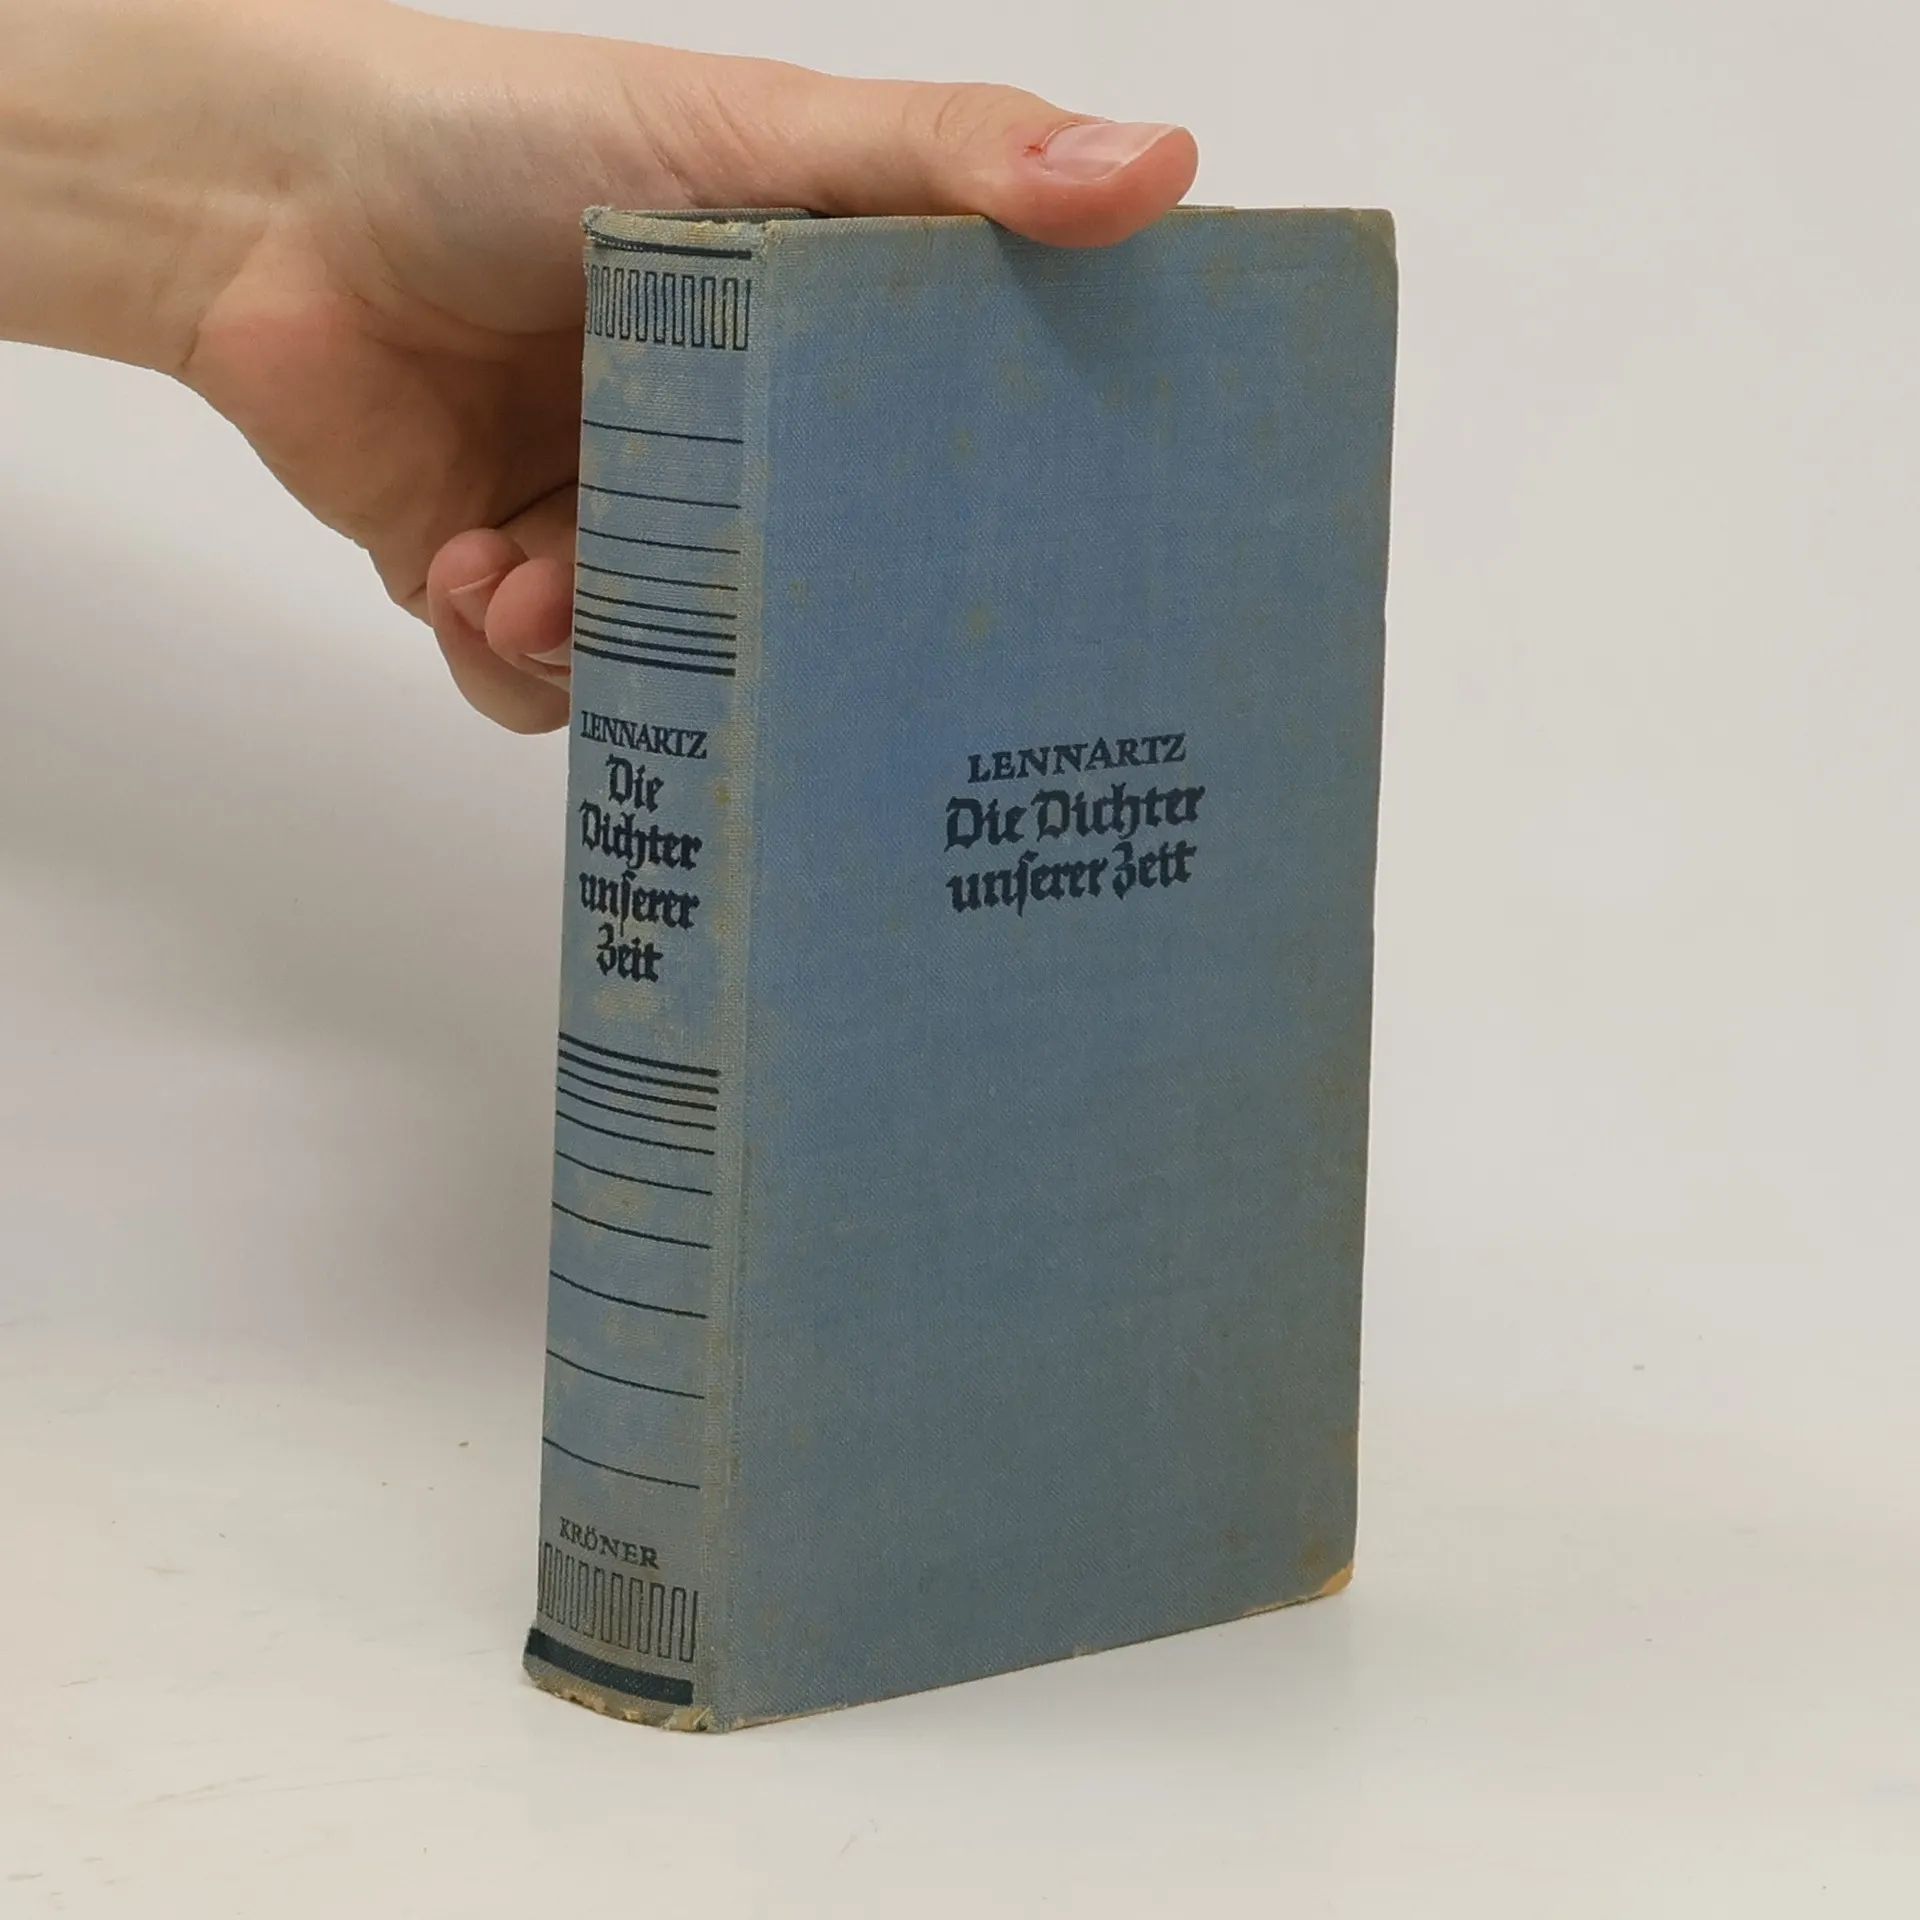 LENNARTZ
Die
Dichter
unſerer
Zeit
KRÖNER
LENNARTZ
Die Dichter
unſerer Zeit